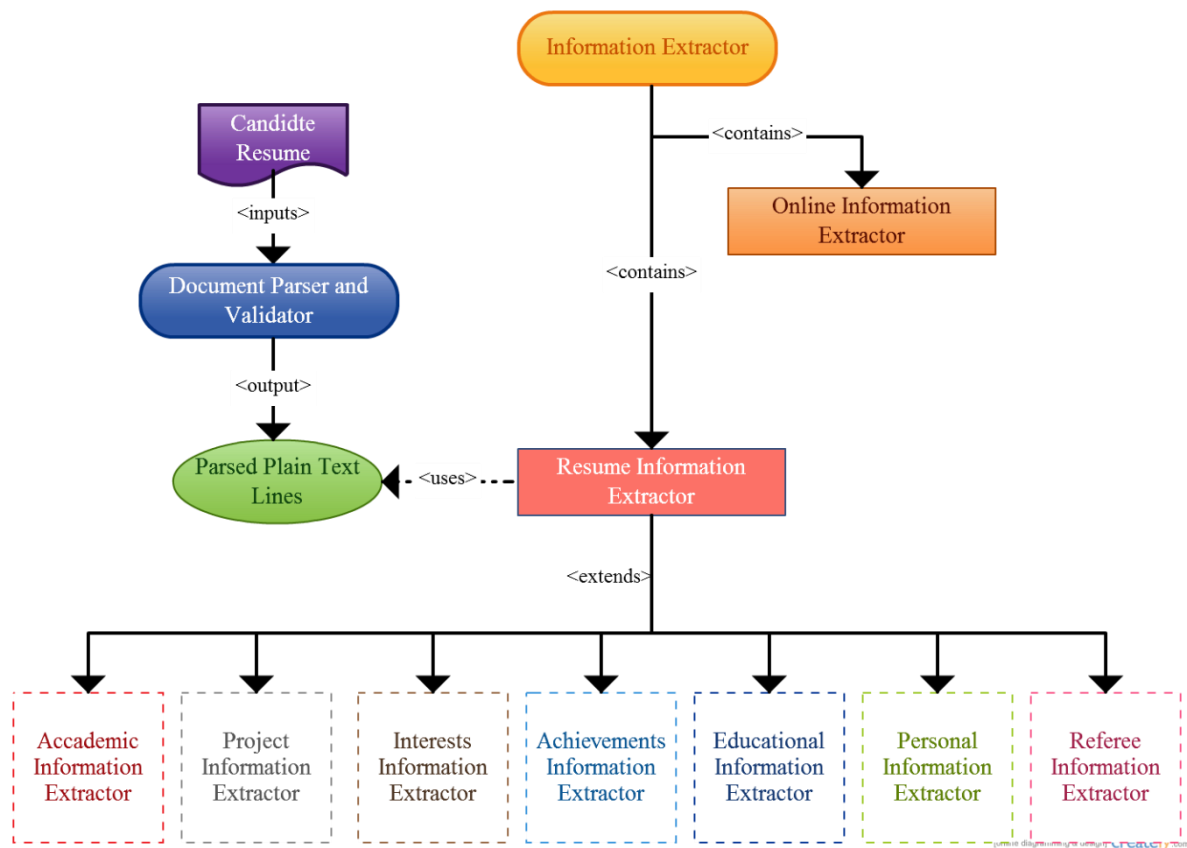 Information Extractor
Candidte
Resume
<contains>
<inputs>
Online Information
Extractor
<contains>
Document Parser and
Validator
<output>
Parsed Plain Text
Lines
<uses>
Resume Information
Extractor
<extends>
Accademic
Information
Extractor
Project
Information
Extractor
Interests
Information
Extractor
Achievements
Information
Extractor
Educational
Information
Extractor
Personal
Information
Extractor
Referee
Information
Extractor
creately.com